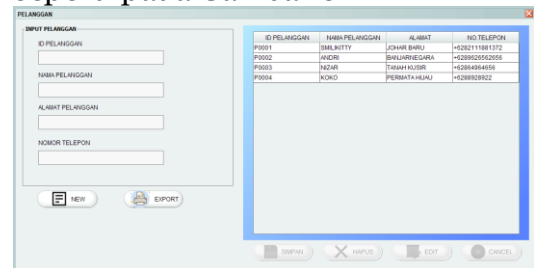 PELANGGAN
INPUT PELANGGAN
ID PELANGGAN
NAMA PELANGGAN
ALAMAT PELANGGAN
NOMOR TELEPON
NEW EXPORT
ID PELANGGAN NAMA PELANGGAN ALAMAT NO.TELEPON
P0001 SMILIKITTY JOHAR BARU +6282111881372
P0002 ANDRI BANJARNEGARA +6289626562656
P0003 NIZAR TANAH KUSIR +62864964656
P0004 KOKO PERMATA HIJAU +6288928922
SIMPAN HAPUS EDIT CANCEL